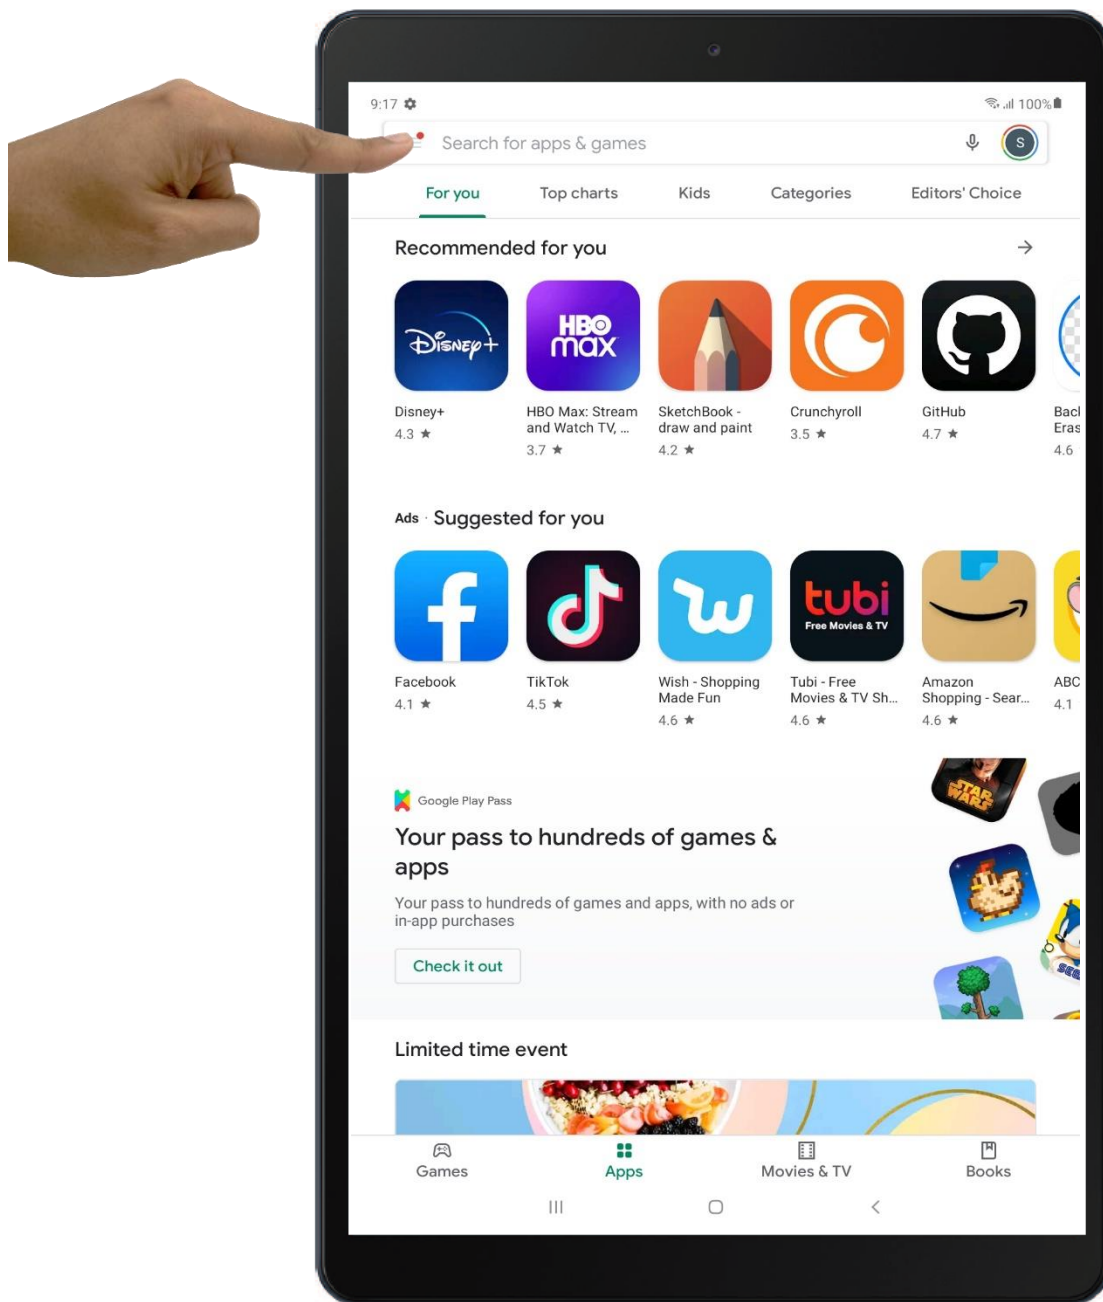 9:17
100%
Search for apps & games
S
For you
Top charts
Kids
Categories
Editors' Choice
Recommended for you
Disney+
HBO
max
Disney+
4.3 ★
HBO Max: Stream
and Watch TV, ...
3.7 ★
SketchBook -
draw and paint
4.2 ★
Crunchyroll
3.5 ★
GitHub
4.7 ★
4.6
Ads · Suggested for you
tubi
Free Movies & TV
Facebook
4.1 ★
TikTok
4.5 ★
Wish - Shopping
Made Fun
4.6 ★
Tubi - Free
Movies & TV Sh...
4.6 ★
Amazon
Shopping - Sear...
4.6 ★
ABC
4.1
STAR
WARS
Google Play Pass
Your pass to hundreds of games &
apps
Your pass to hundreds of games and apps, with no ads or
in-app purchases
Check it out
SEGA
Limited time event
Games
Apps
Movies & TV
Books